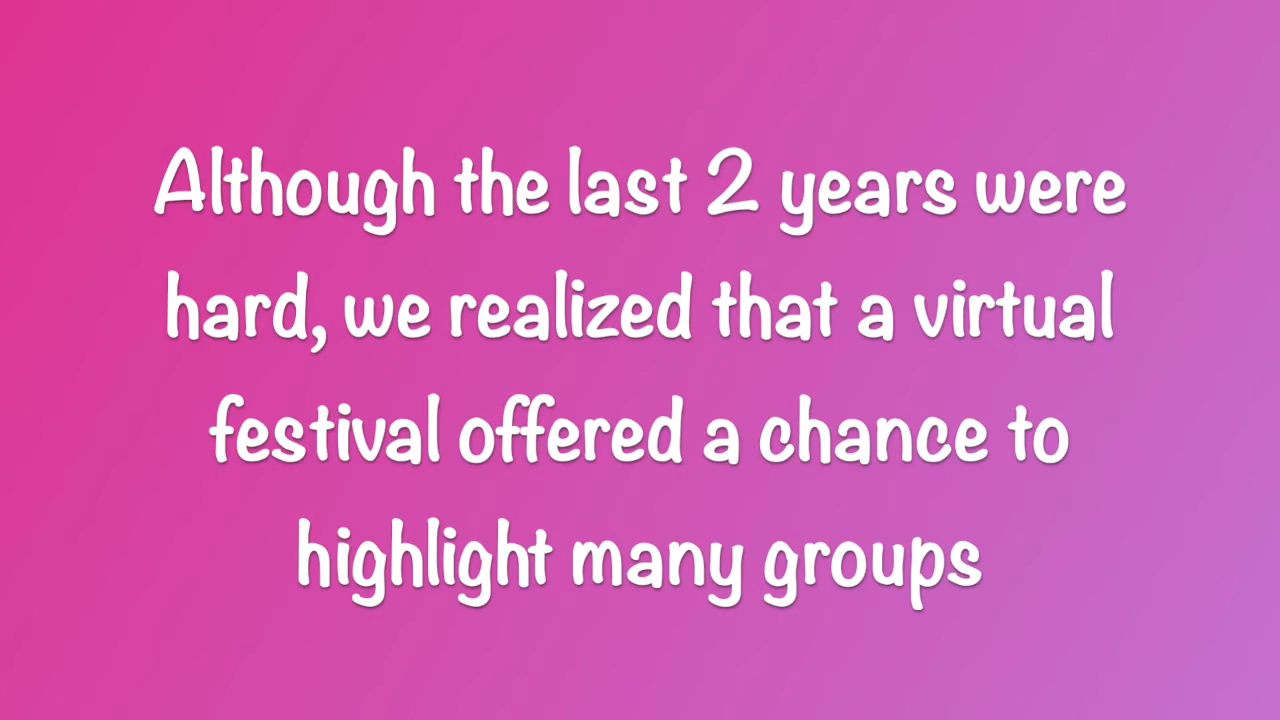 Although the last 2 years were
hard, we realized that a virtual
festival offered a chance to
highlight many groups